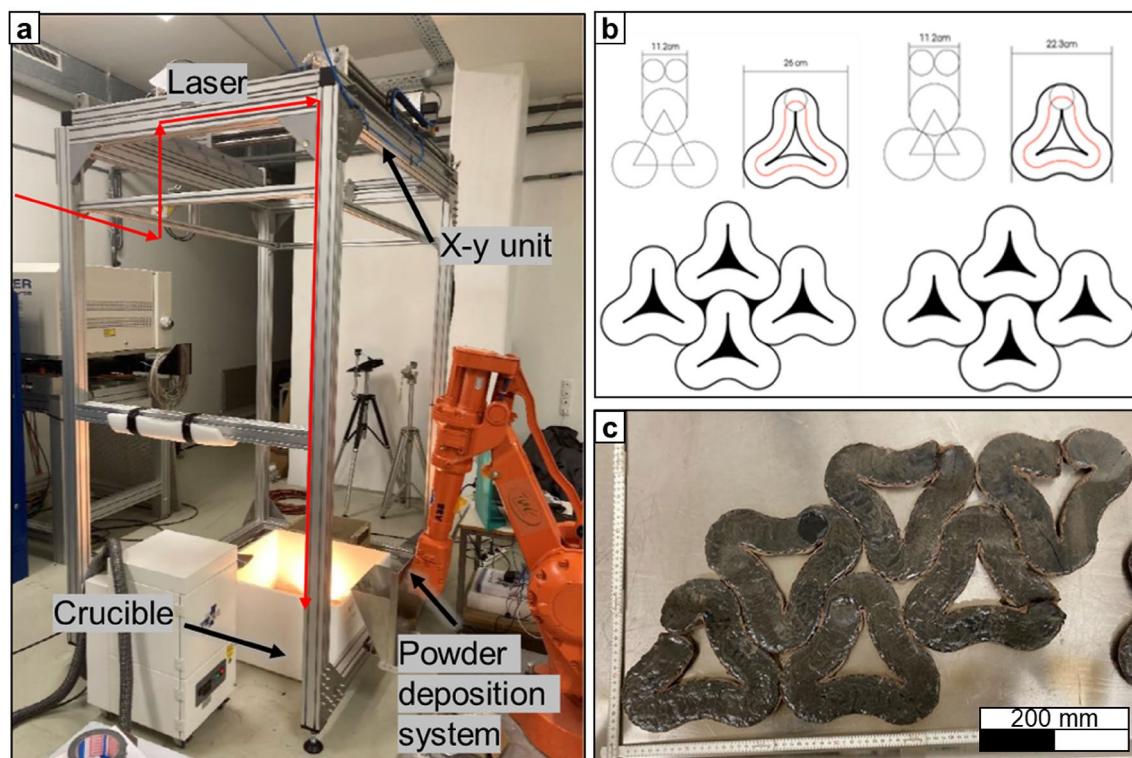 a
Laser
X-y unit
Crucible
Powder
deposition
system
b
11.2cm
26 cm
11.2cm
22.3cm
c
200 mm